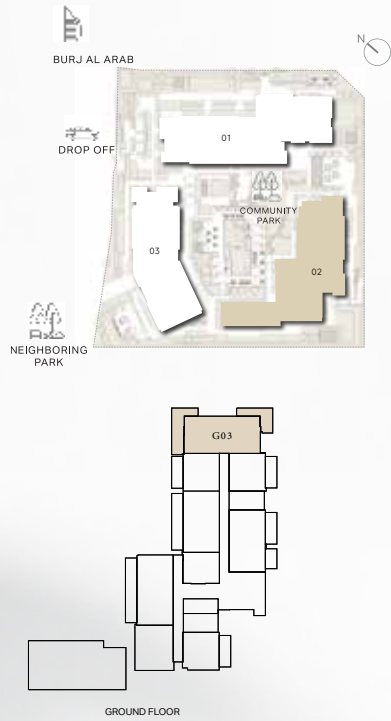 N
BURJ AL ARAB
01
DROP OFF
COMMUNITY
PARK
03
02
NEIGHBORING
PARK
G03
GROUND FLOOR